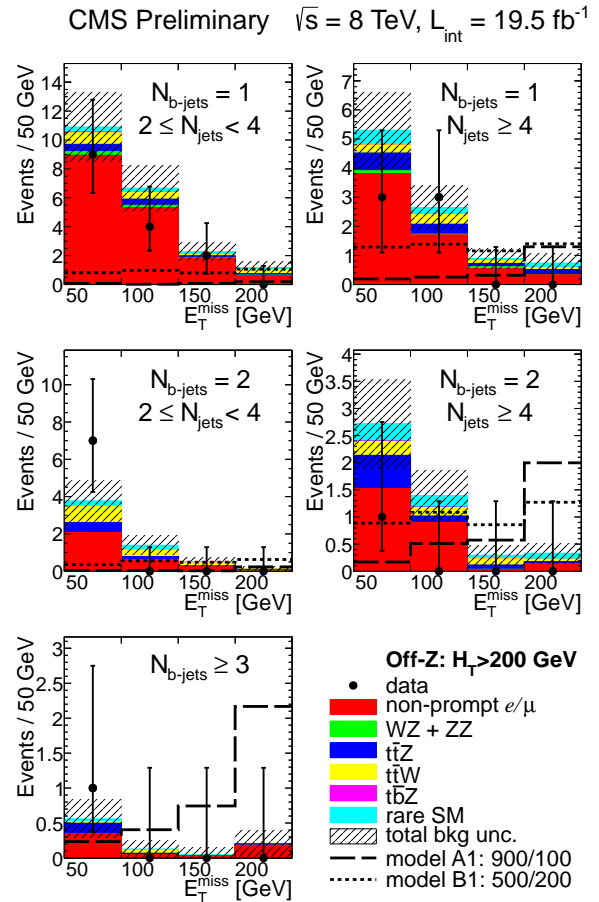 CMS Preliminary √s = 8 TeV, L_int = 19.5 fb⁻¹
Events / 50 GeV
0
2
4
6
8
10
12
14
N_b-jets = 1
2 ≤ N_jets < 4
50 100 150 200
E_T^miss [GeV]
Events / 50 GeV
0
1
2
3
4
5
6
7
N_b-jets = 1
N_jets ≥ 4
50 100 150 200
E_T^miss [GeV]
Events / 50 GeV
0
2
4
6
8
10
N_b-jets = 2
2 ≤ N_jets < 4
50 100 150 200
E_T^miss [GeV]
Events / 50 GeV
0
0.5
1
1.5
2
2.5
3
3.5
4
N_b-jets = 2
N_jets ≥ 4
50 100 150 200
E_T^miss [GeV]
Events / 50 GeV
0
0.5
1
1.5
2
2.5
3
N_b-jets ≥ 3
50 100 150 200
E_T^miss [GeV]
Off-Z: H_T>200 GeV
data
non-prompt e/μ
WZ + ZZ
tt̄Z
tt̄W
tb̄Z
rare SM
total bkg unc.
model A1: 900/100
model B1: 500/200